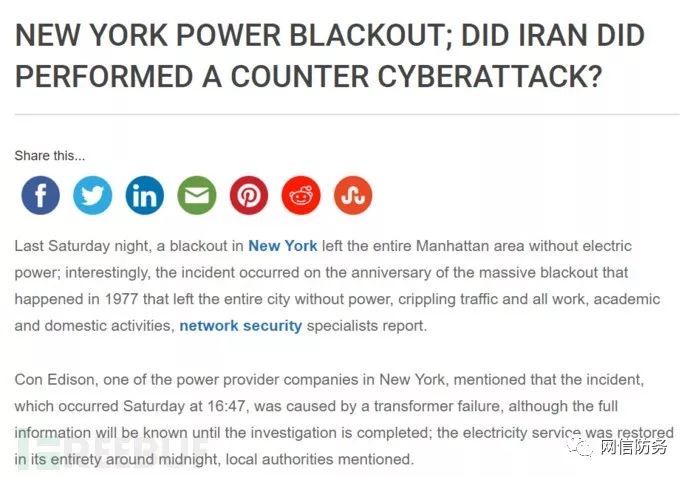 NEW YORK POWER BLACKOUT; DID IRAN DID
PERFORMED A COUNTER CYBERATTACK?
Share this...
Last Saturday night, a blackout in New York left the entire Manhattan area without electric
power; interestingly, the incident occurred on the anniversary of the massive blackout that
happened in 1977 that left the entire city without power, crippling traffic and all work, academic
and domestic activities, network security specialists report.
Con Edison, one of the power provider companies in New York, mentioned that the incident,
which occurred Saturday at 16:47, was caused by a transformer failure, although the full
information will be known until the investigation is completed; the electricity service was restored
in its entirety around midnight, local authorities mentioned.
REEBUF
网信防务